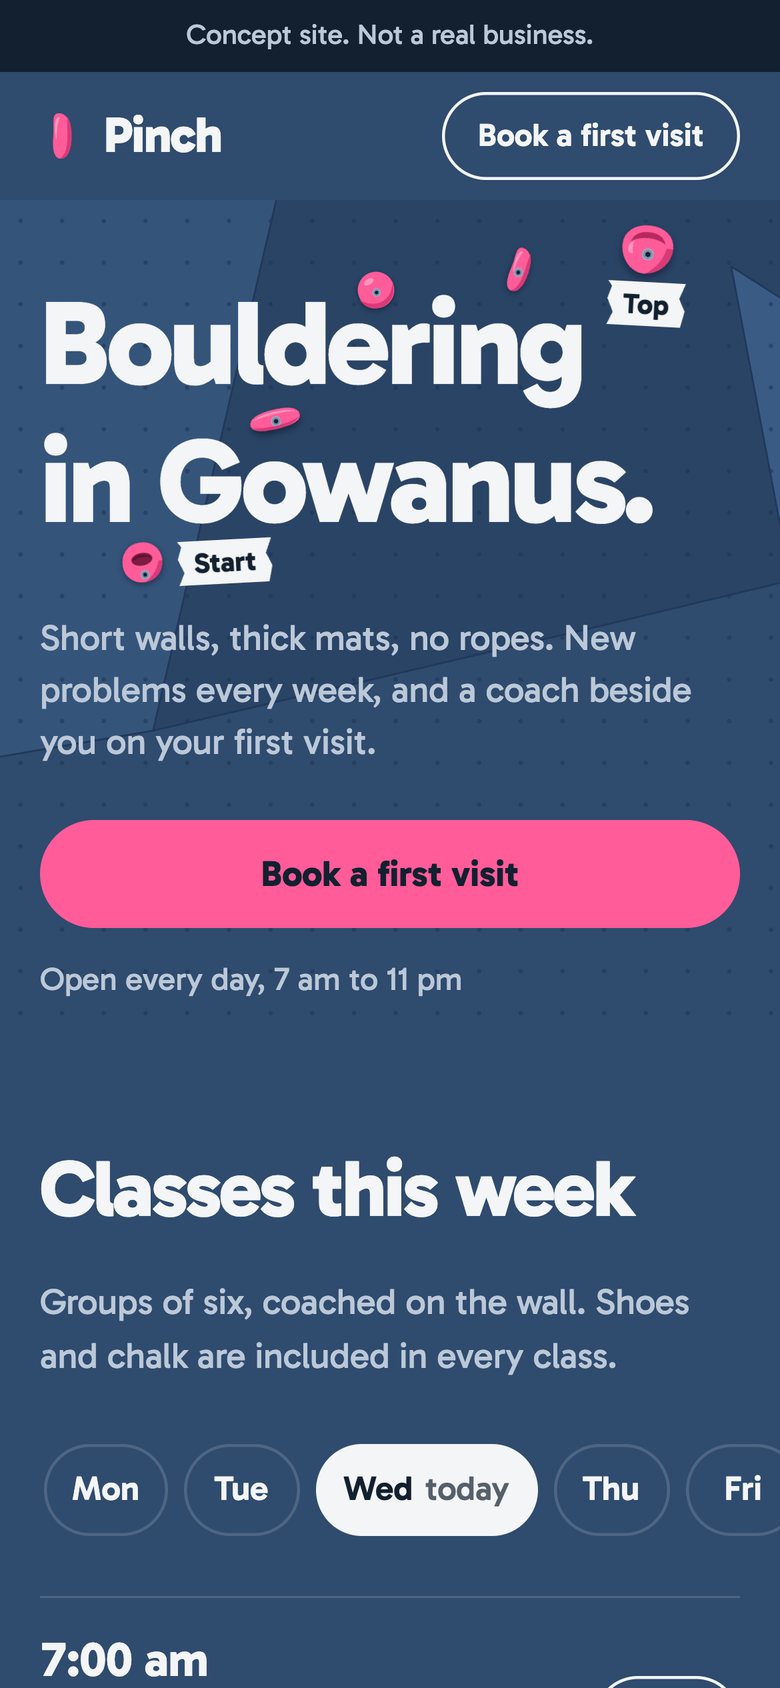 Concept site. Not a real business.
Pinch
Book a first visit
Top
Bouldering
in Gowanus.
Start
Short walls, thick mats, no ropes. New
problems every week, and a coach beside
you on your first visit.
Book a first visit
Open every day, 7 am to 11 pm
Classes this week
Groups of six, coached on the wall. Shoes
and chalk are included in every class.
Mon Tue Wed today Thu Fri
7:00 am